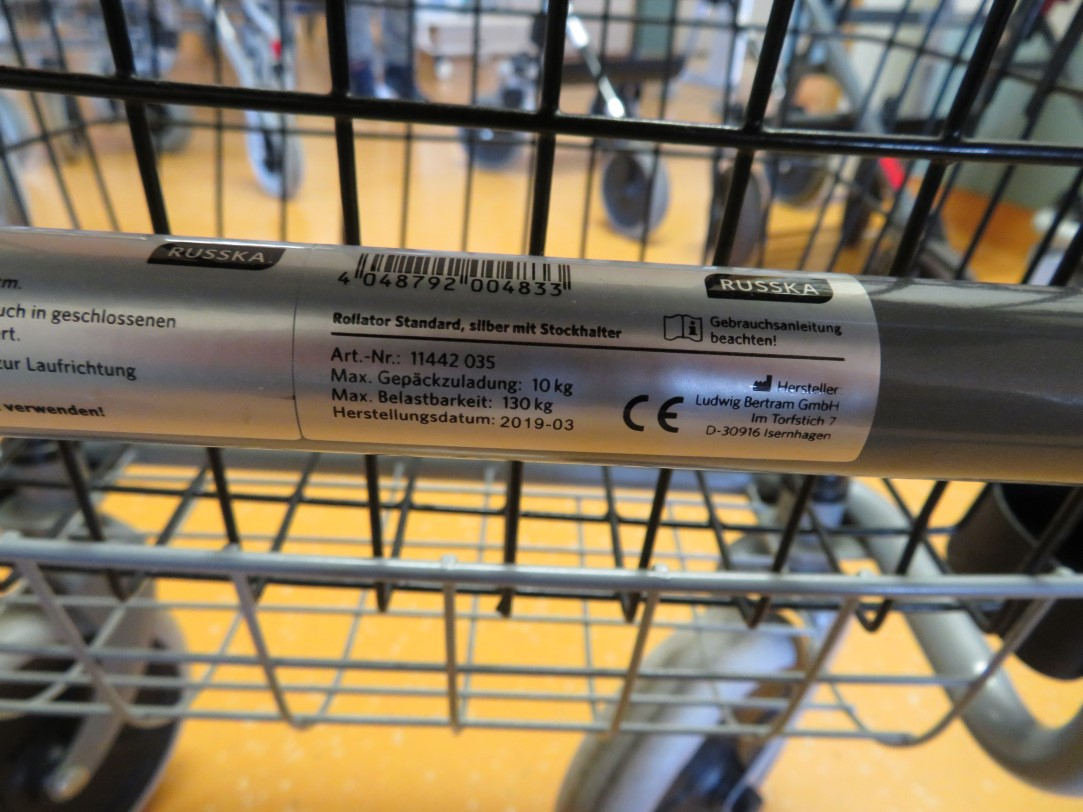 RUSSKA
cm.
uch in geschlossenen
rt.
zur Laufrichtung
verwenden!
4 048792 004833
RUSSKA
Rollator Standard, silber mit Stockhalter
Gebrauchsanleitung
beachten!
Art.-Nr.: 11442 035
Max. Gepäckzuladung: 10 kg
Max. Belastbarkeit: 130 kg
Herstellungsdatum: 2019-03
CE
Hersteller
Ludwig Bertram GmbH
Im Torfstich 7
D-30916 Isernhagen